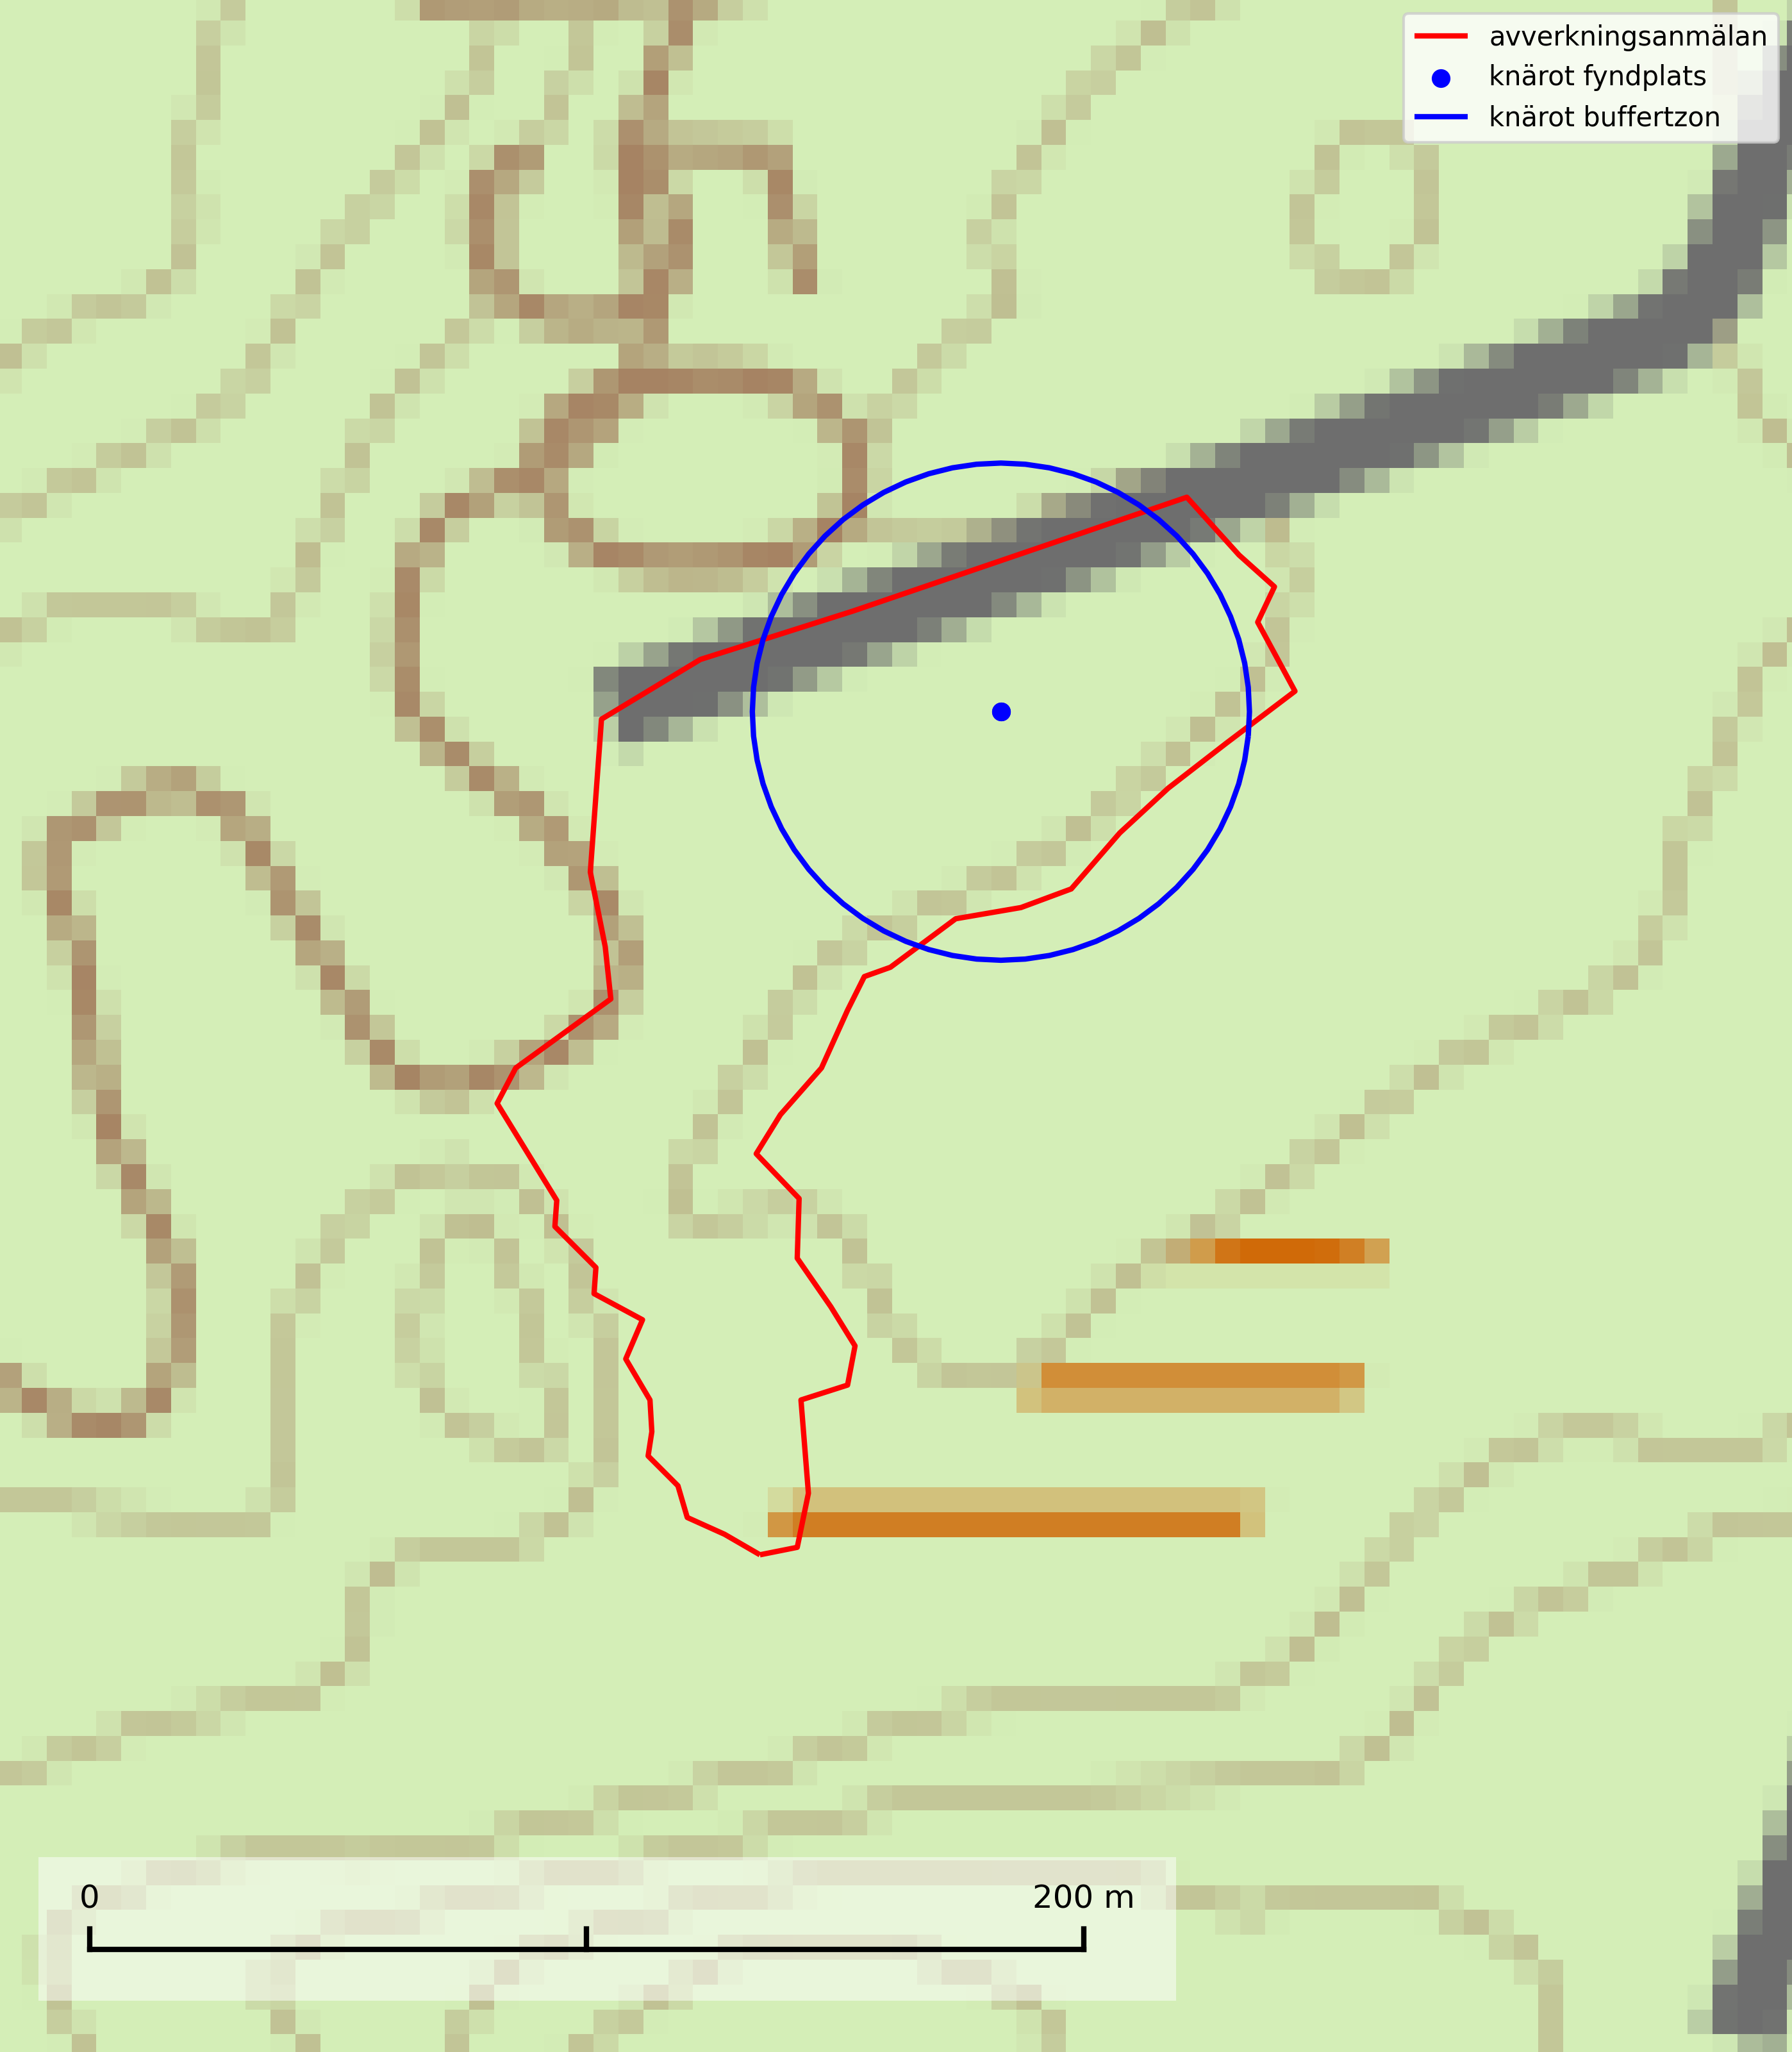 avverkningsanmälan
knärot fyndplats
knärot buffertzon
0 200 m